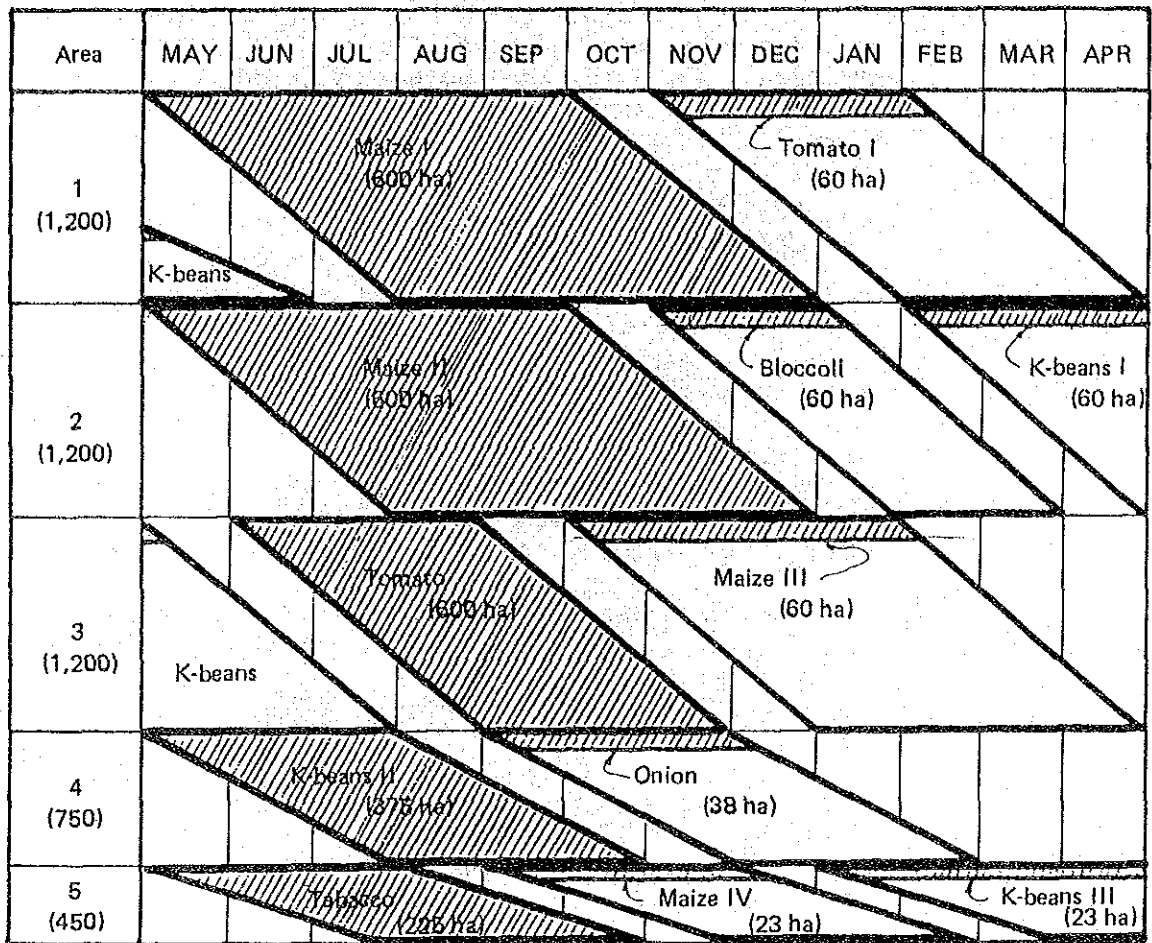 Area MAY JUN JUL AUG SEP OCT NOV DEC JAN FEB MAR APR
1
(1,200)
Maize I
(600 ha)
Tomato I
(60 ha)
K-beans
2
(1,200)
Maize II
(600 ha)
Bloccoli
(60 ha)
K-beans I
(60 ha)
3
(1,200)
Tomato
(600 ha)
Maize III
(60 ha)
K-beans
4
(750)
K-beans II
(375 ha)
Onion
(38 ha)
5
(450)
Tabacco
(225 ha)
Maize IV
(23 ha)
K-beans III
(23 ha)